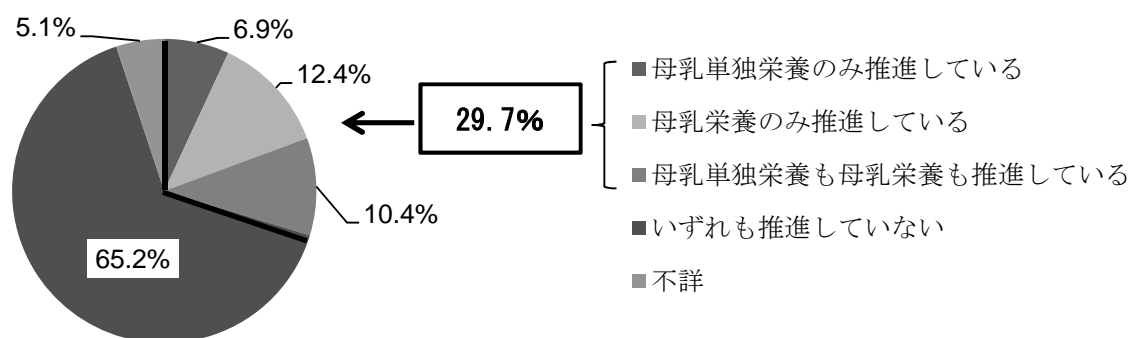 5.1%
6.9%
12.4%
10.4%
65.2%
29.7%
母乳単独栄養のみ推進している
母乳栄養のみ推進している
母乳単独栄養も母乳栄養も推進している
いずれも推進していない
不詳